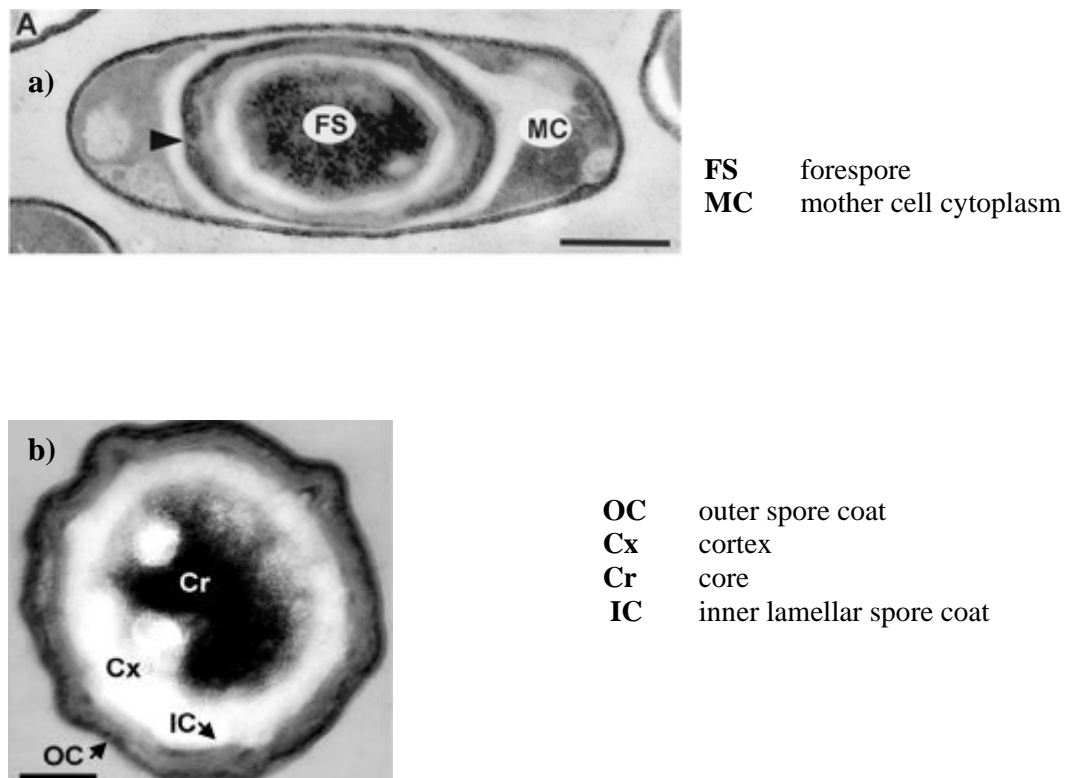 A
a)
FS
MC
FS forespore
MC mother cell cytoplasm
b)
Cr
Cx
IC
OC
OC outer spore coat
Cx cortex
Cr core
IC inner lamellar spore coat